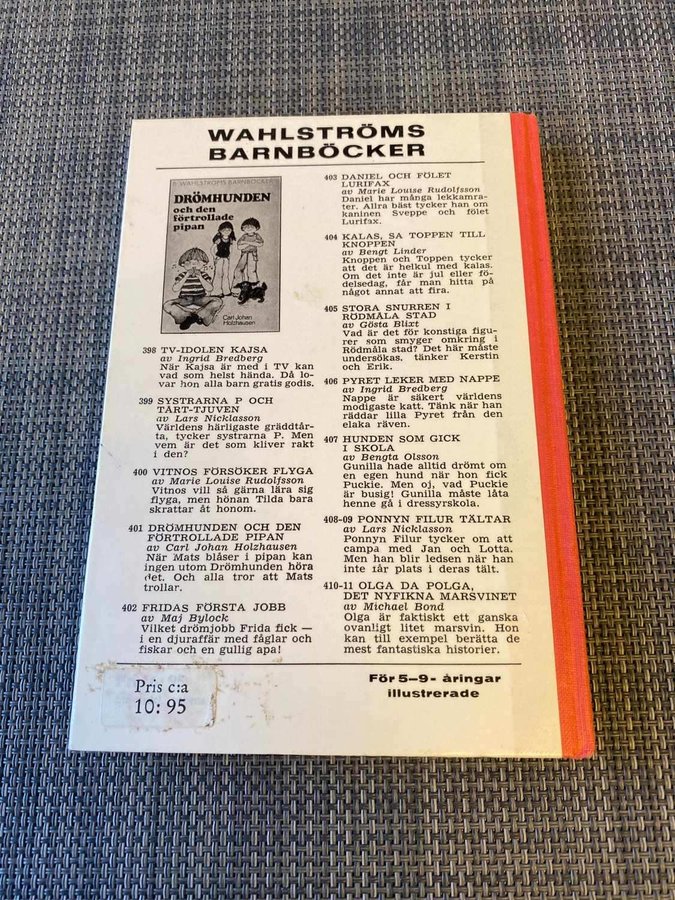 WAHLSTRÖMS
BARNBÖCKER
B WAHLSTRÖMS BARNBÖCKER
DRÖMHUNDEN
och den
förtrollade
pipan
Carl Johan
Holzhausen
398 TV-IDOLEN KAJSA
av Ingrid Bredberg
När Kajsa är med i TV kan
vad som helst hända. Då lo-
var hon alla barn gratis godis.
399 SYSTRARNA P OCH
TÅRT-TJUVEN
av Lars Nicklasson
Världens härligaste gräddtår-
ta, tycker systrarna P. Men
vem är det som kliver rakt
i den?
400 VITNOS FÖRSÖKER FLYGA
av Marie Louise Rudolfsson
Vitnos vill så gärna lära sig
flyga, men hönan Tilda bara
skrattar åt honom.
401 DRÖMHUNDEN OCH DEN
FÖRTROLLADE PIPAN
av Carl Johan Holzhausen
När Mats blåser i pipan kan
ingen utom Drömhunden höra
det. Och alla tror att Mats
trollar.
402 FRIDAS FÖRSTA JOBB
av Maj Bylock
Vilket drömjobb Frida fick —
i en djuraffär med fåglar och
fiskar och en gullig apa!
403 DANIEL OCH FÖLET
LURIFAX
av Marie Louise Rudolfsson
Daniel har många lekkamra-
ter. Allra bäst tycker han om
kaninen Sveppe och fölet
Lurifax.
404 KALAS, SA TOPPEN TILL
KNOPPEN
av Bengt Linder
Knoppen och Toppen tycker
att det är helkul med kalas.
Om det inte är jul eller fö-
delsedag, får man hitta på
något annat att fira.
405 STORA SNURREN I
RÖDMÅLA STAD
av Gösta Blixt
Vad är det för konstiga figu-
rer som smyger omkring i
Rödmåla stad? Det här måste
undersökas, tänker Kerstin
och Erik.
406 PYRET LEKER MED NAPPE
av Ingrid Bredberg
Nappe är säkert världens
modigaste katt. Tänk när han
räddar lilla Pyret från den
elaka räven.
407 HUNDEN SOM GICK
I SKOLA
av Bengta Olsson
Gunilla hade alltid drömt om
en egen hund när hon fick
Puckie. Men oj, vad Puckie
är busig! Gunilla måste låta
henne gå i dressyrskola.
408-09 PONNYN FILUR TÄLTAR
av Lars Nicklasson
Ponnyn Filur tycker om att
campa med Jan och Lotta.
Men han blir ledsen när han
inte får plats i deras tält.
410-11 OLGA DA POLGA,
DET NYFIKNA MARSVINET
av Michael Bond
Olga är faktiskt ett ganska
ovanligt litet marsvin. Hon
kan till exempel berätta de
mest fantastiska historier.
Pris c:a
10: 95
För 5–9- åringar
illustrerade